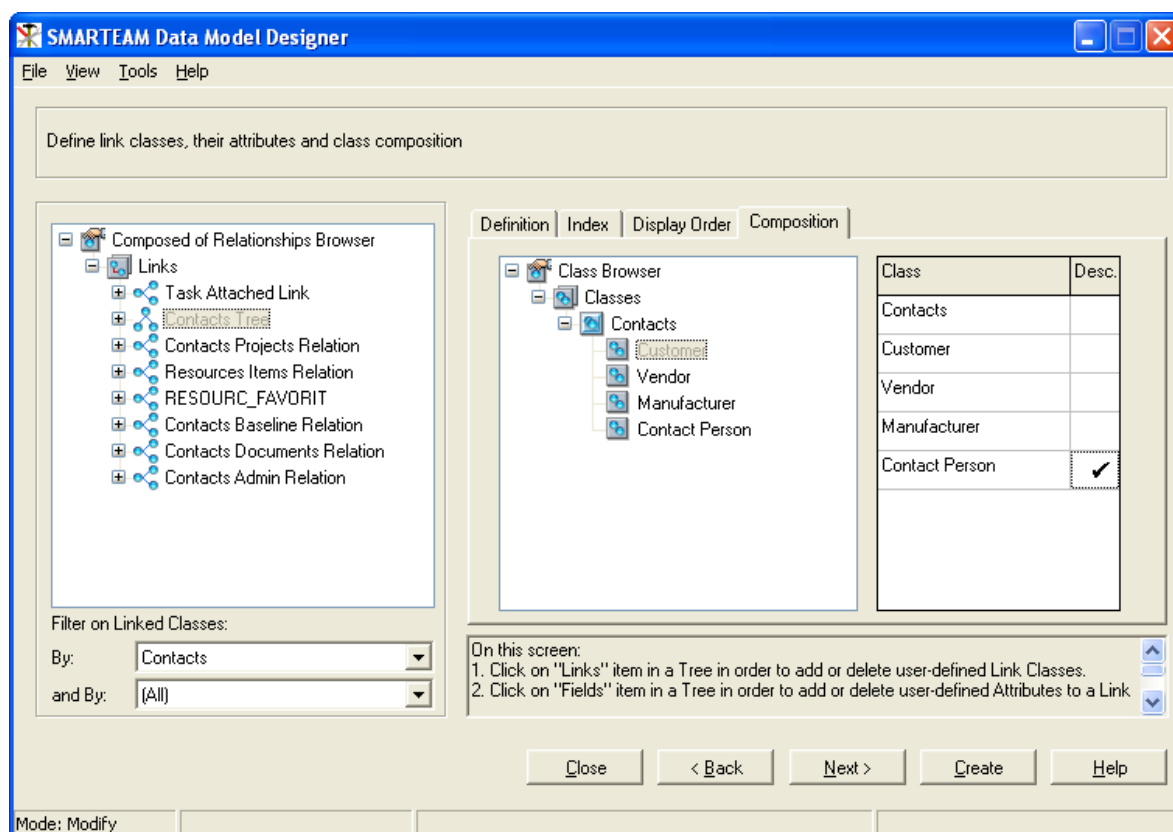 SMARTEAM Data Model Designer
File View Tools Help
Define link classes, their attributes and class composition
Composed of Relationships Browser
Links
Task Attached Link
Contacts Tree
Contacts Projects Relation
Resources Items Relation
RESOURC_FAVORIT
Contacts Baseline Relation
Contacts Documents Relation
Contacts Admin Relation
Filter on Linked Classes:
By: Contacts
and By: (All)
Definition Index Display Order Composition
Class Browser
Classes
Contacts
Customer
Vendor
Manufacturer
Contact Person
Class Desc.
Contacts
Customer
Vendor
Manufacturer
Contact Person ✓
On this screen:
1. Click on "Links" item in a Tree in order to add or delete user-defined Link Classes.
2. Click on "Fields" item in a Tree in order to add or delete user-defined Attributes to a Link
Close < Back Next > Create Help
Mode: Modify